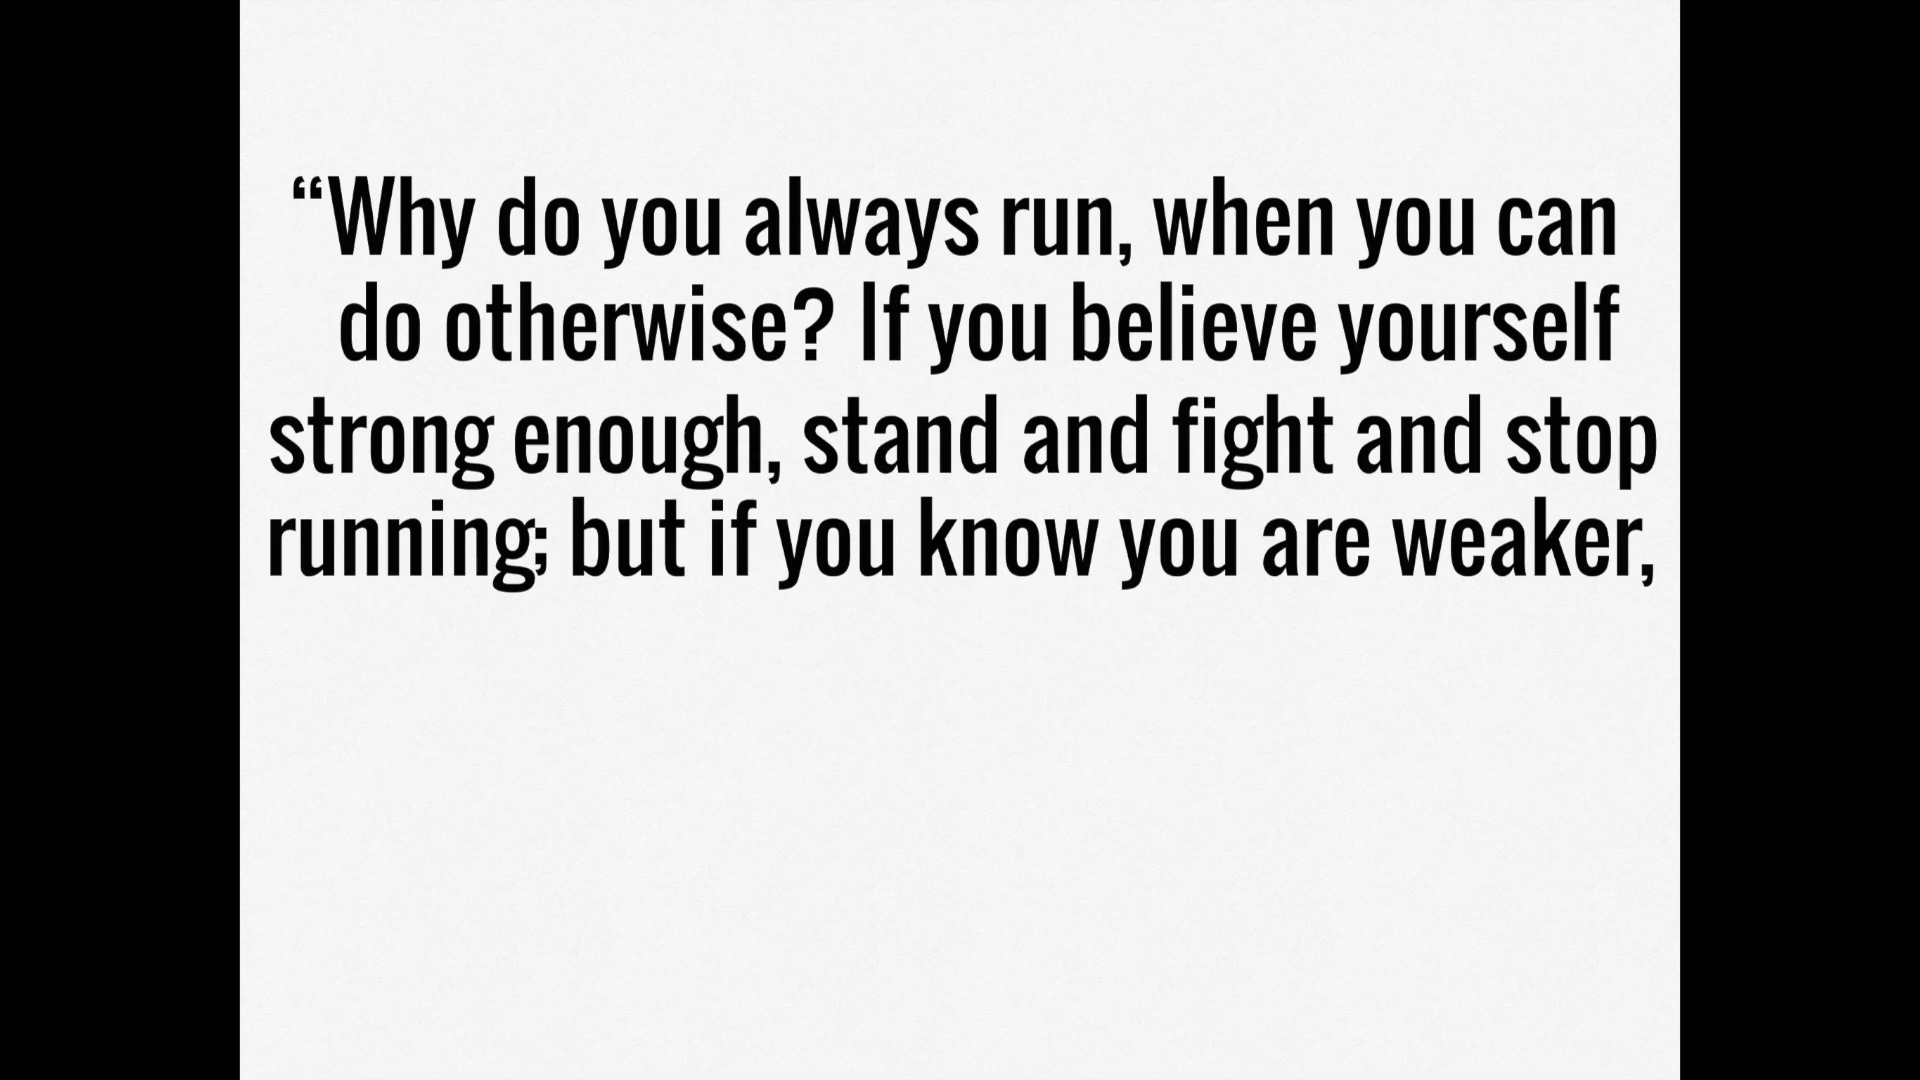 “Why do you always run, when you can
do otherwise? If you believe yourself
strong enough, stand and fight and stop
running; but if you know you are weaker,